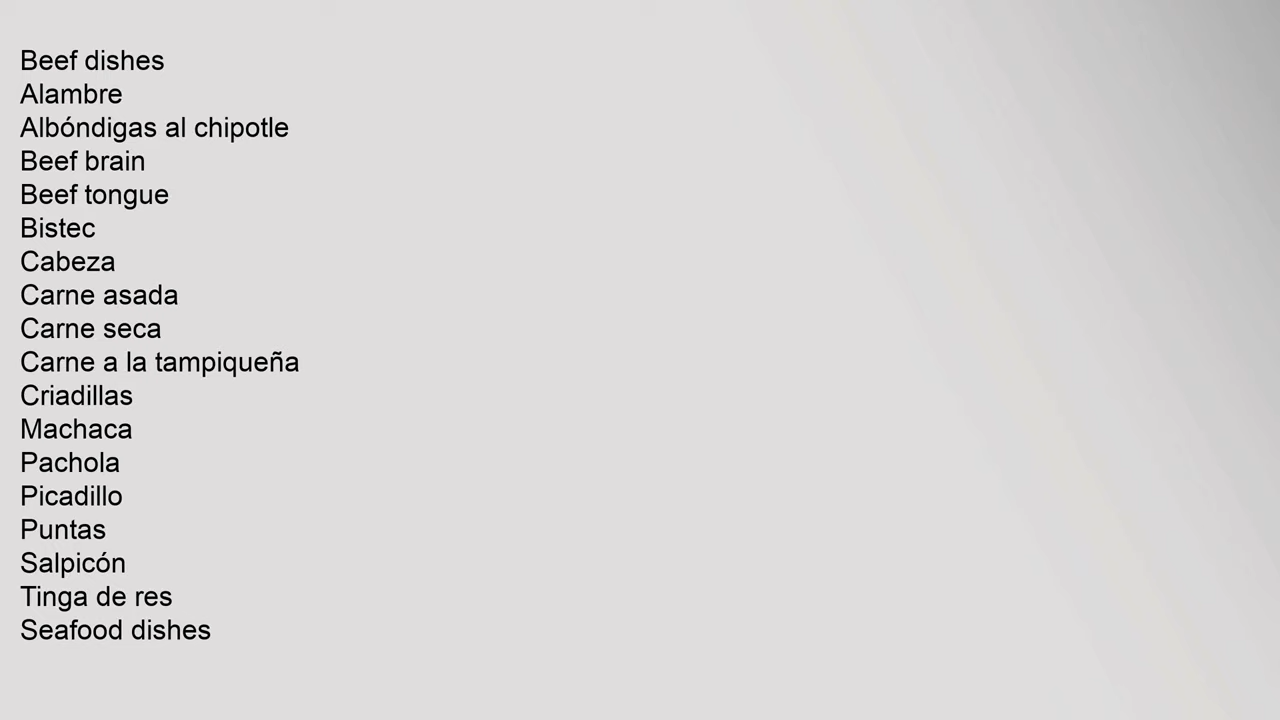 Beef dishes
Alambre
Albóndigas al chipotle
Beef brain
Beef tongue
Bistec
Cabeza
Carne asada
Carne seca
Carne a la tampiqueña
Criadillas
Machaca
Pachola
Picadillo
Puntas
Salpicón
Tinga de res
Seafood dishes